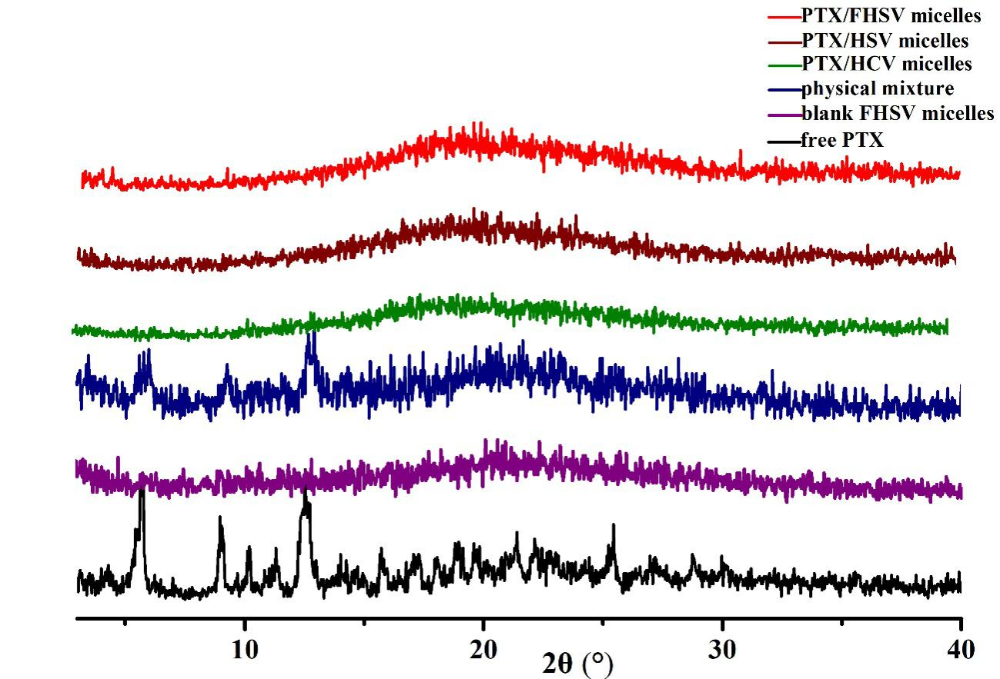 PTX/FHSV micelles
PTX/HSV micelles
PTX/HCV micelles
physical mixture
blank FHSV micelles
free PTX
10 20 30 40
2θ (°)